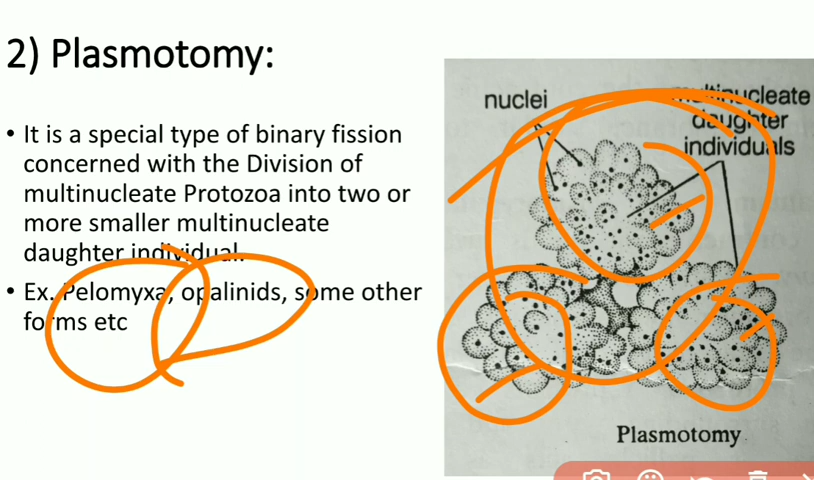 2) Plasmotomy:
• It is a special type of binary fission
concerned with the Division of
multinucleate Protozoa into two or
more smaller multinucleate
daughter individual.
• Ex. Pelomyxa, opalinids, some other
forms etc
nuclei
multinucleate
daughter
individuals
Plasmotomy